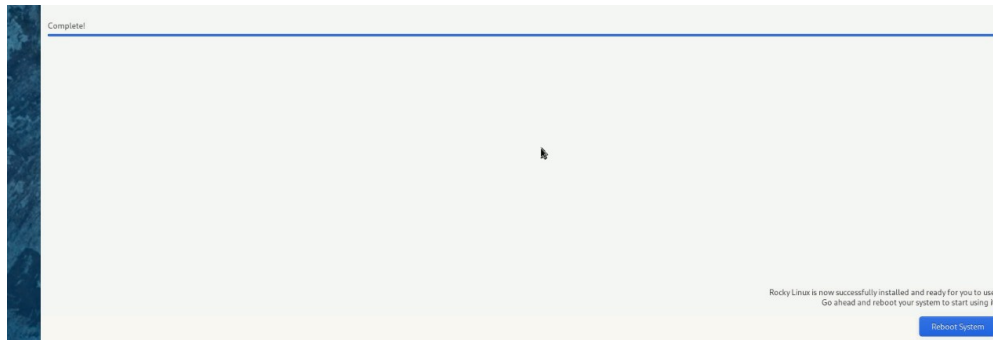 Complete!
Rocky Linux is now successfully installed and ready for you to use
Go ahead and reboot your system to start using i
Reboot System